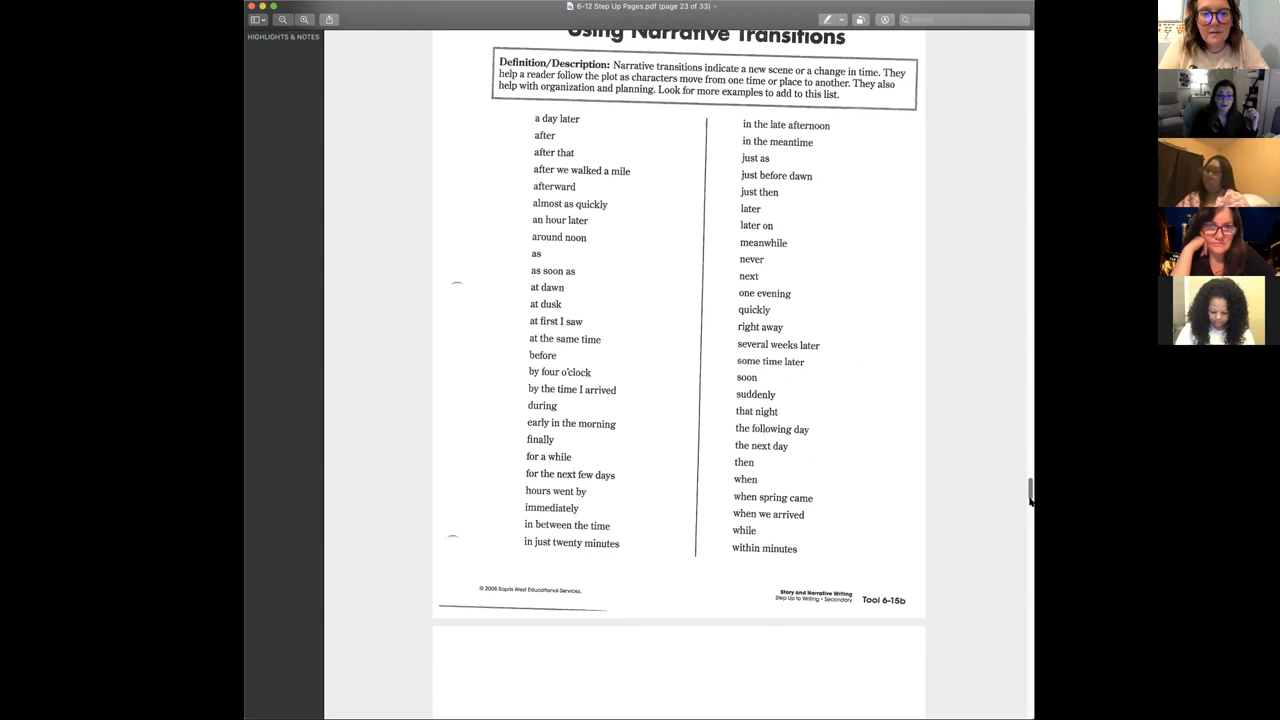 6-12 Step Up Pages.pdf (page 23 of 33)
Search
HIGHLIGHTS & NOTES
Using Narrative Transitions
Definition/Description: Narrative transitions indicate a new scene or a change in time. They
help a reader follow the plot as characters move from one time or place to another. They also
help with organization and planning. Look for more examples to add to this list.
a day later
after
after that
after we walked a mile
afterward
almost as quickly
an hour later
around noon
as
as soon as
at dawn
at dusk
at first I saw
at the same time
before
by four o'clock
by the time I arrived
during
early in the morning
finally
for a while
for the next few days
hours went by
immediately
in between the time
in just twenty minutes
in the late afternoon
in the meantime
just as
just before dawn
just then
later
later on
meanwhile
never
next
one evening
quickly
right away
several weeks later
some time later
soon
suddenly
that night
the following day
the next day
then
when
when spring came
when we arrived
while
within minutes
© 2008 Sopris West Educational Services.
Story and Narrative Writing
Step Up to Writing • Secondary
Tool 6-15b